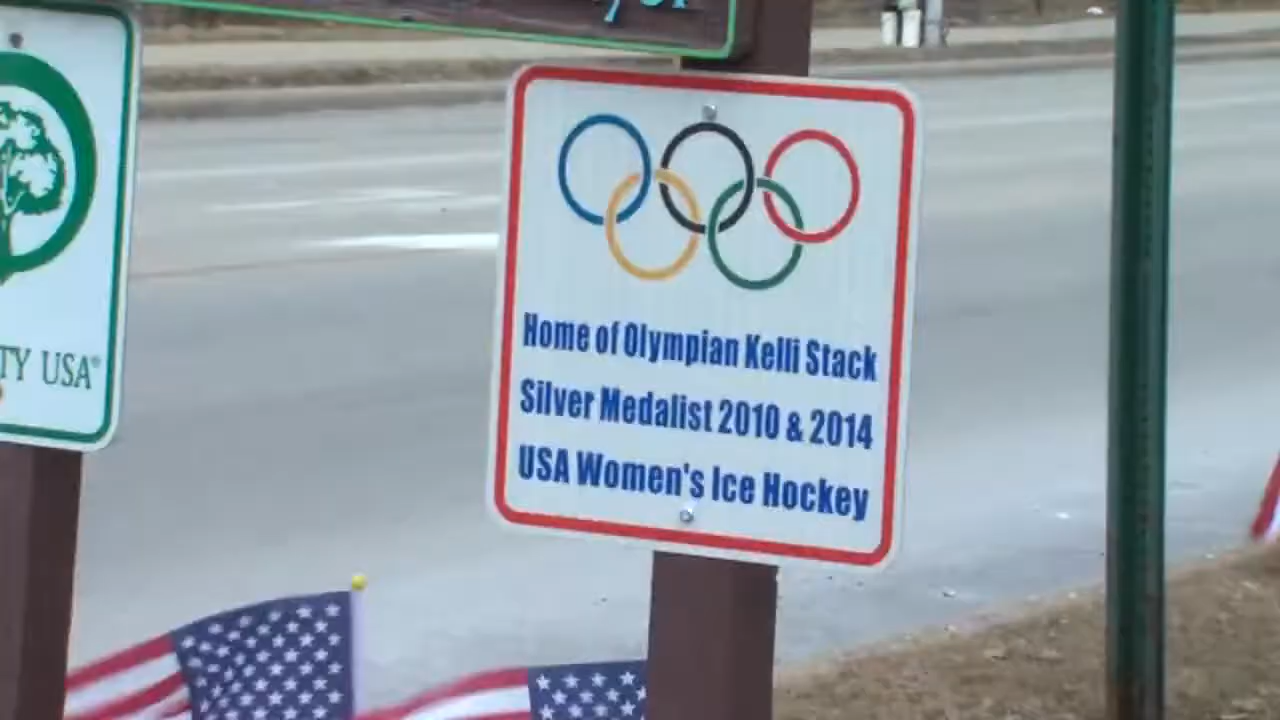 TY USA®
Home of Olympian Kelli Stack
Silver Medalist 2010 & 2014
USA Women's Ice Hockey